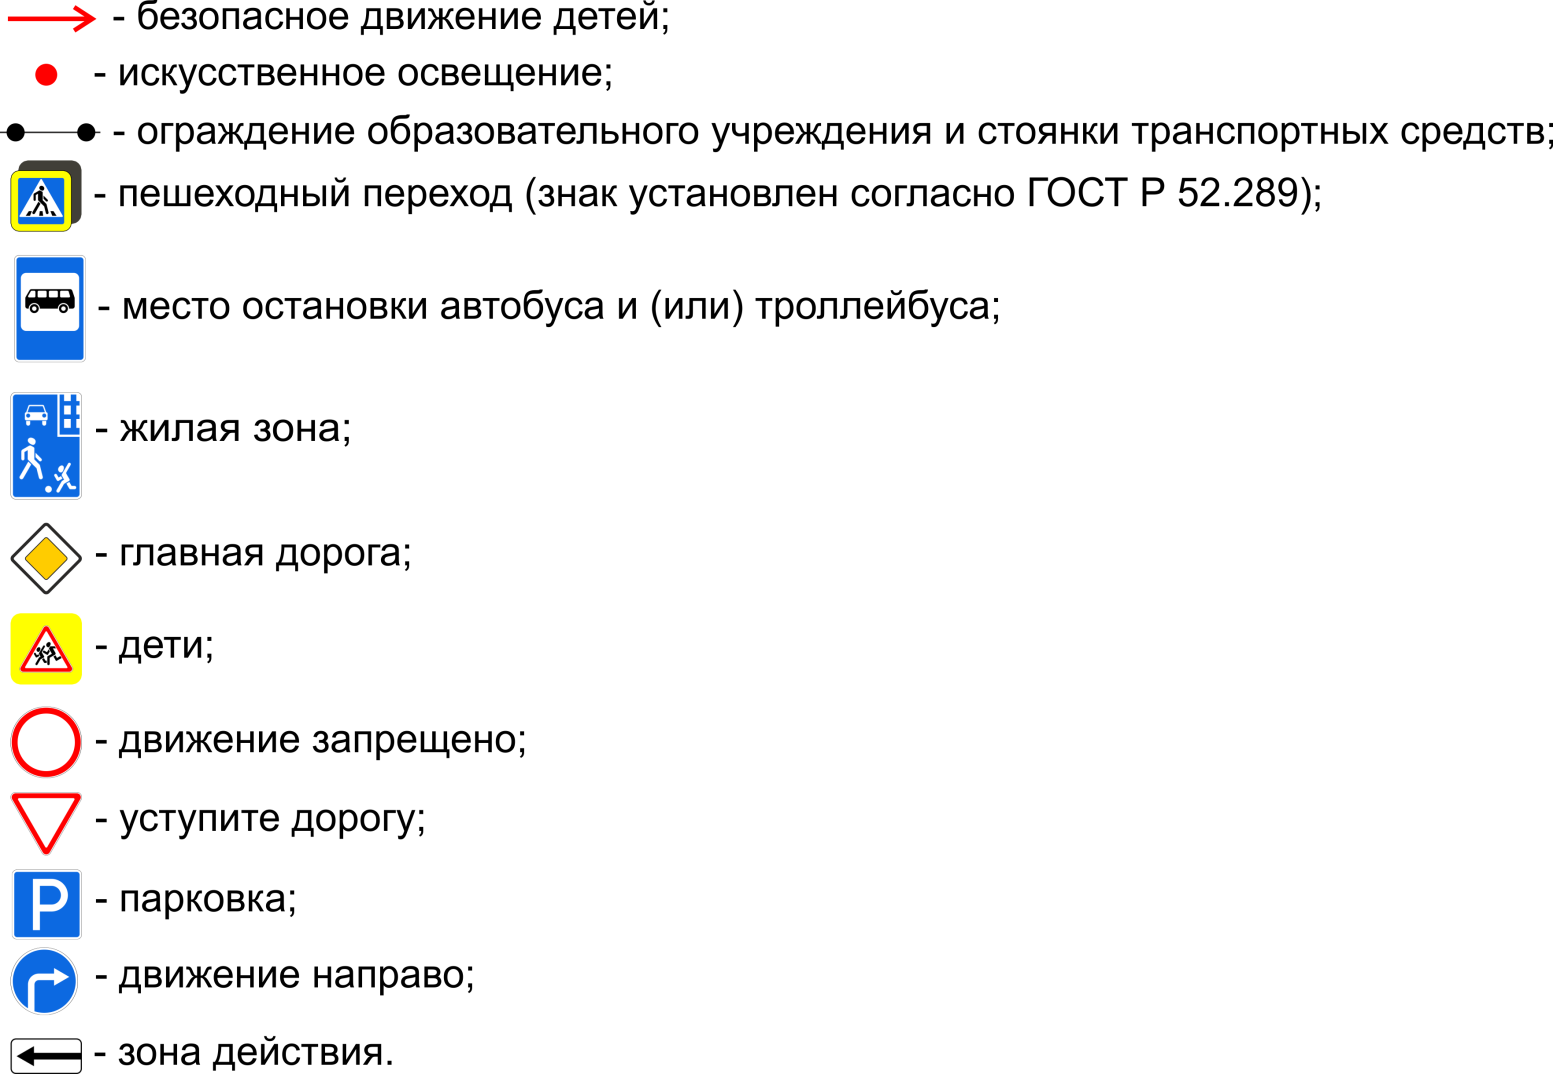 - безопасное движение детей;
- искусственное освещение;
- ограждение образовательного учреждения и стоянки транспортных средств;
- пешеходный переход (знак установлен согласно ГОСТ Р 52.289);
- место остановки автобуса и (или) троллейбуса;
- жилая зона;
- главная дорога;
- дети;
- движение запрещено;
- уступите дорогу;
P - парковка;
- движение направо;
- зона действия.